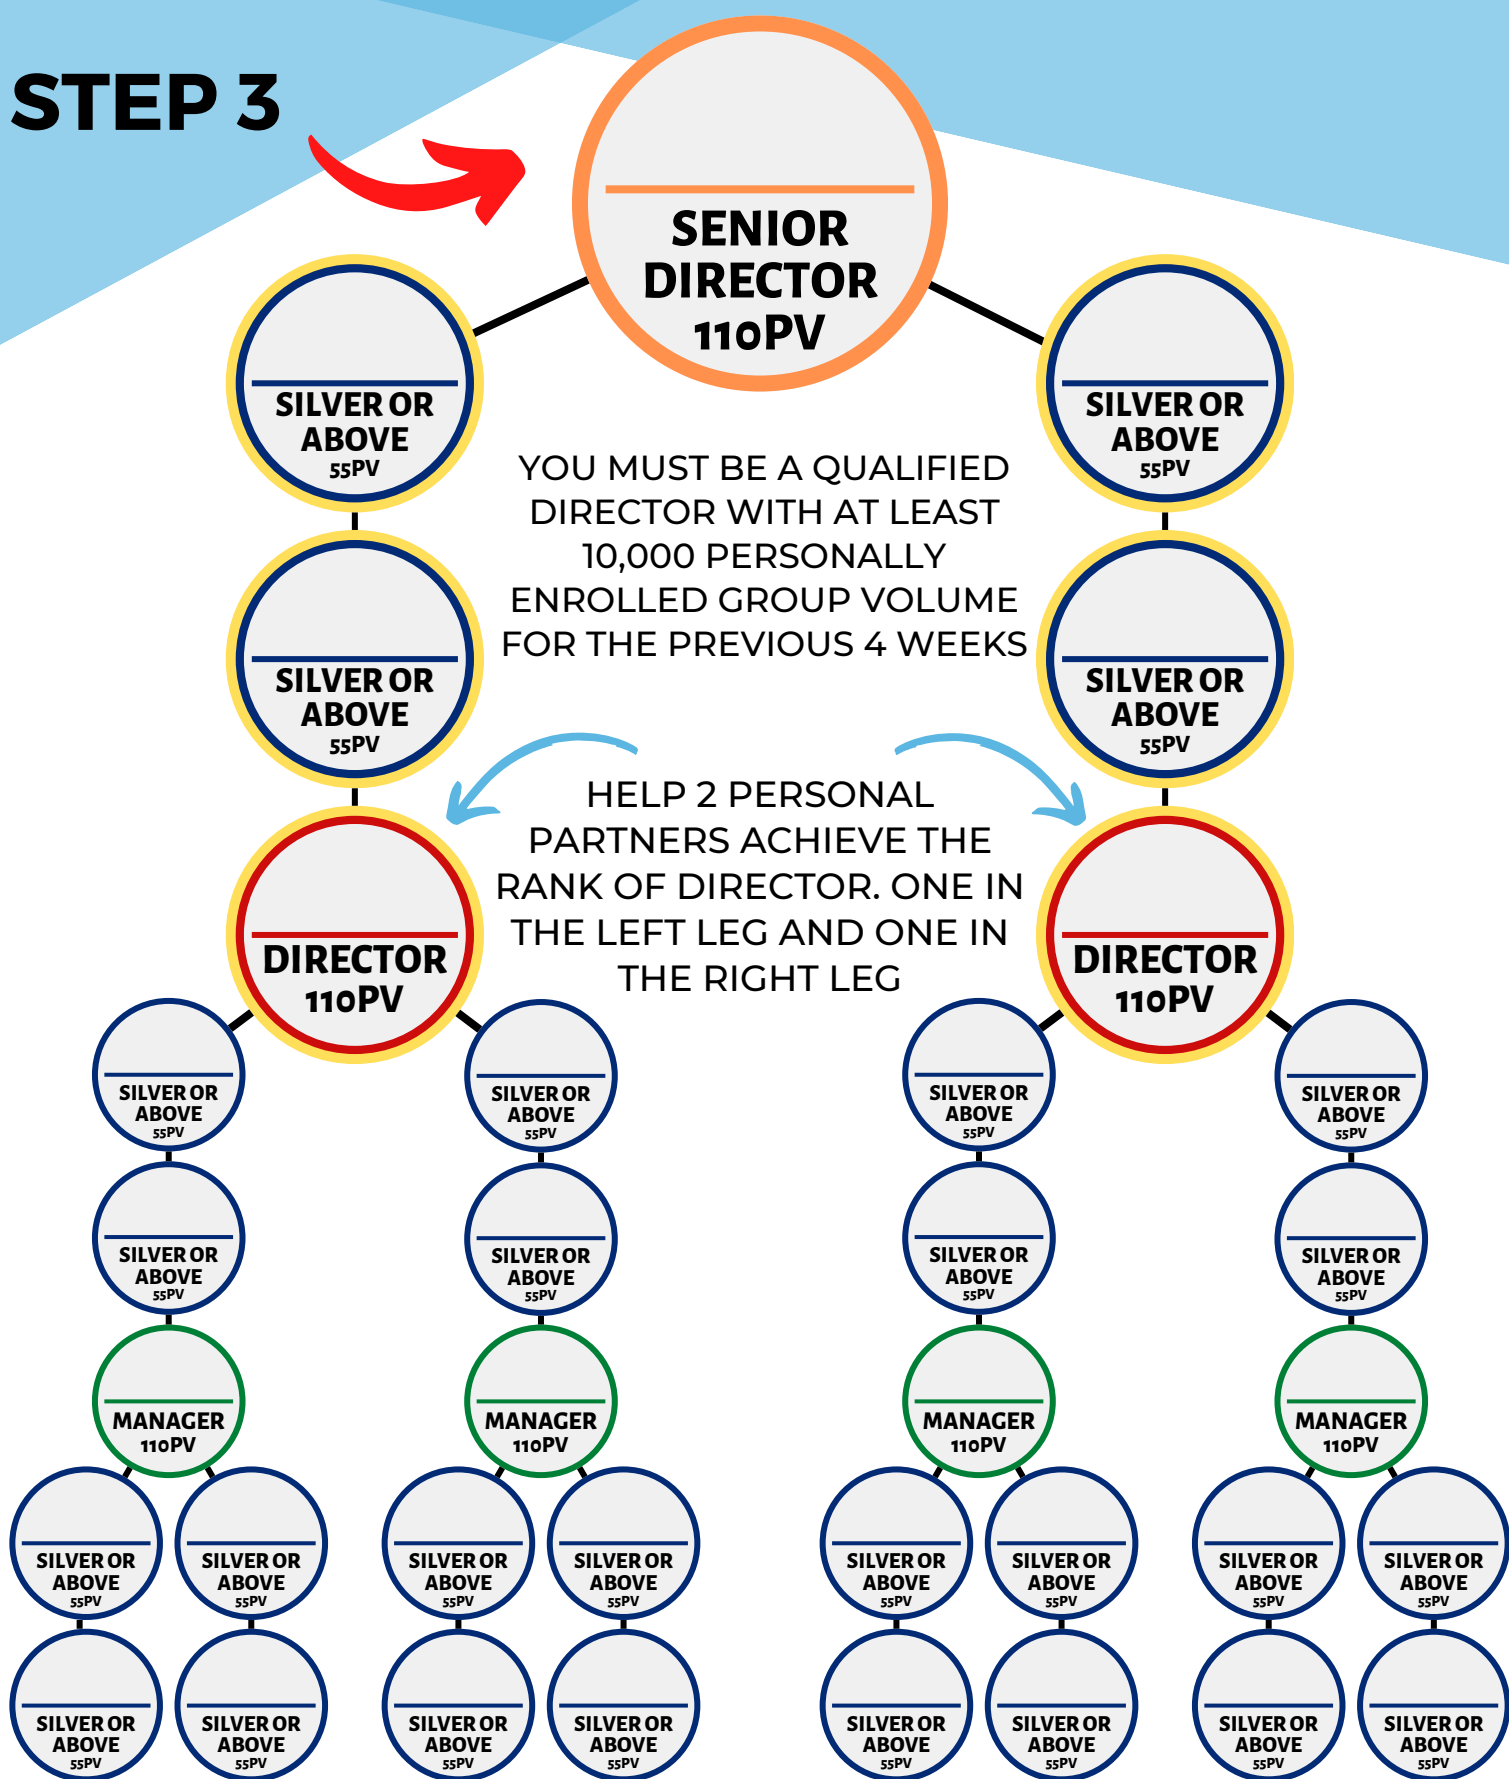 STEP 3
SENIOR
DIRECTOR
110PV
SILVER OR
ABOVE
55PV
SILVER OR
ABOVE
55PV
YOU MUST BE A QUALIFIED
DIRECTOR WITH AT LEAST
10,000 PERSONALLY
ENROLLED GROUP VOLUME
FOR THE PREVIOUS 4 WEEKS
SILVER OR
ABOVE
55PV
SILVER OR
ABOVE
55PV
HELP 2 PERSONAL
PARTNERS ACHIEVE THE
RANK OF DIRECTOR. ONE IN
THE LEFT LEG AND ONE IN
THE RIGHT LEG
DIRECTOR
110PV
DIRECTOR
110PV
SILVER OR
ABOVE
55PV
SILVER OR
ABOVE
55PV
SILVER OR
ABOVE
55PV
SILVER OR
ABOVE
55PV
SILVER OR
ABOVE
55PV
SILVER OR
ABOVE
55PV
SILVER OR
ABOVE
55PV
SILVER OR
ABOVE
55PV
MANAGER
110PV
MANAGER
110PV
MANAGER
110PV
MANAGER
110PV
SILVER OR
ABOVE
55PV
SILVER OR
ABOVE
55PV
SILVER OR
ABOVE
55PV
SILVER OR
ABOVE
55PV
SILVER OR
ABOVE
55PV
SILVER OR
ABOVE
55PV
SILVER OR
ABOVE
55PV
SILVER OR
ABOVE
55PV
SILVER OR
ABOVE
55PV
SILVER OR
ABOVE
55PV
SILVER OR
ABOVE
55PV
SILVER OR
ABOVE
55PV
SILVER OR
ABOVE
55PV
SILVER OR
ABOVE
55PV
SILVER OR
ABOVE
55PV
SILVER OR
ABOVE
55PV